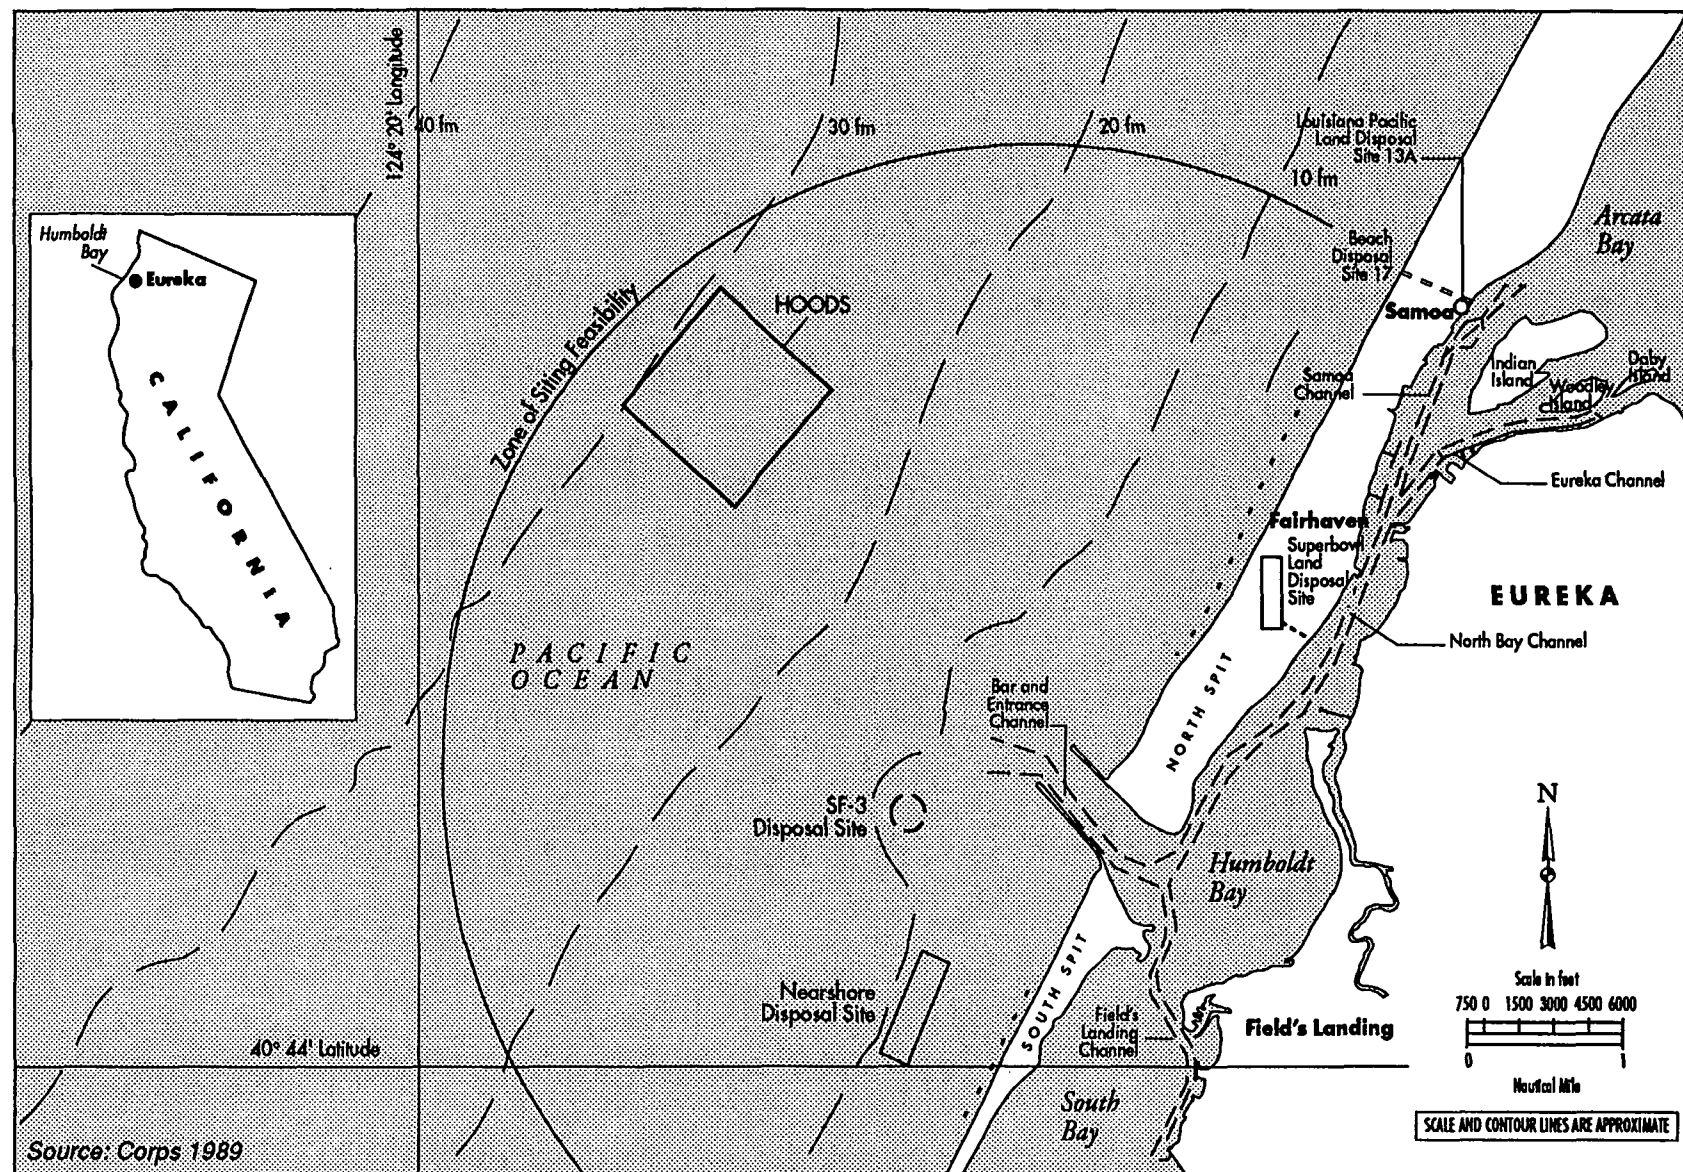 124° 20' Longitude
40 fm
30 fm
20 fm
Louisiana Pacific
Land Disposal
Site 13A
10 fm
Arcata
Bay
Humboldt
Bay
Eureka
CALIFORNIA
Beach
Disposal
Site 17
Samoa
Zone of Siting Feasibility
HOODS
Samoa
Channel
Indian
Island
Woodley
Island
Daby
Island
Eureka Channel
Fairhaven
Superbowl
Land
Disposal
Site
EUREKA
North Bay Channel
PACIFIC
OCEAN
Bar and
Entrance
Channel
NORTH SPIT
SF-3
Disposal Site
Humboldt
Bay
N
Nearshore
Disposal Site
SOUTH SPIT
Field's
Landing
Channel
Field's Landing
Scale in feet
750 0 1500 3000 4500 6000
0 1
Nautical Mile
40° 44' Latitude
South
Bay
SCALE AND CONTOUR LINES ARE APPROXIMATE
Source: Corps 1989